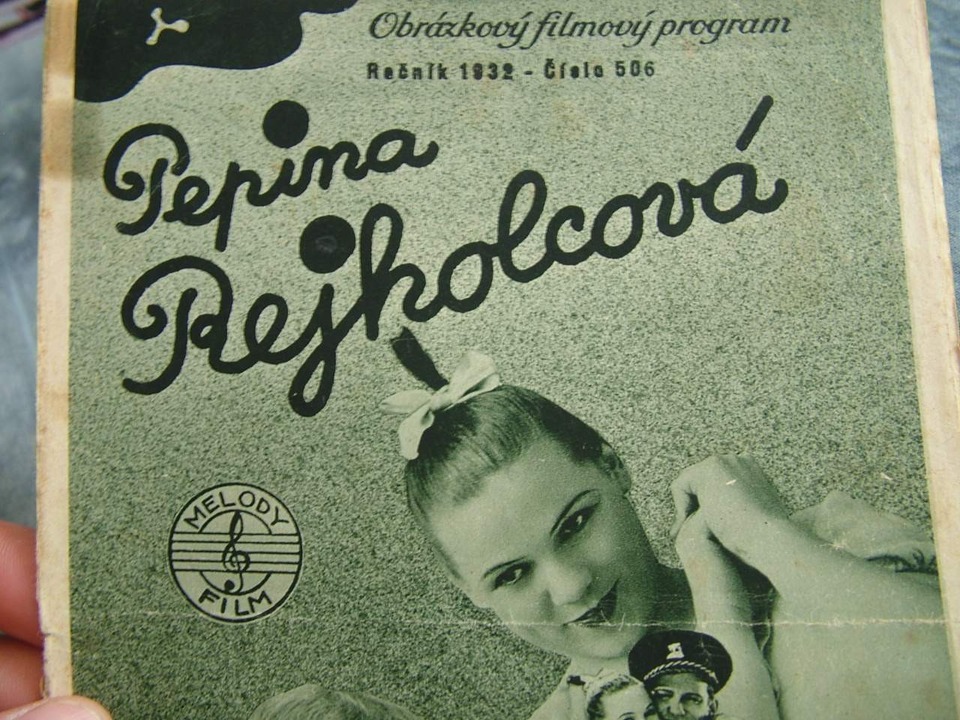 Obrázkový filmový program
Ročník 1932 - Číslo 506
Pepina
Rejholcová
MELODY
FILM